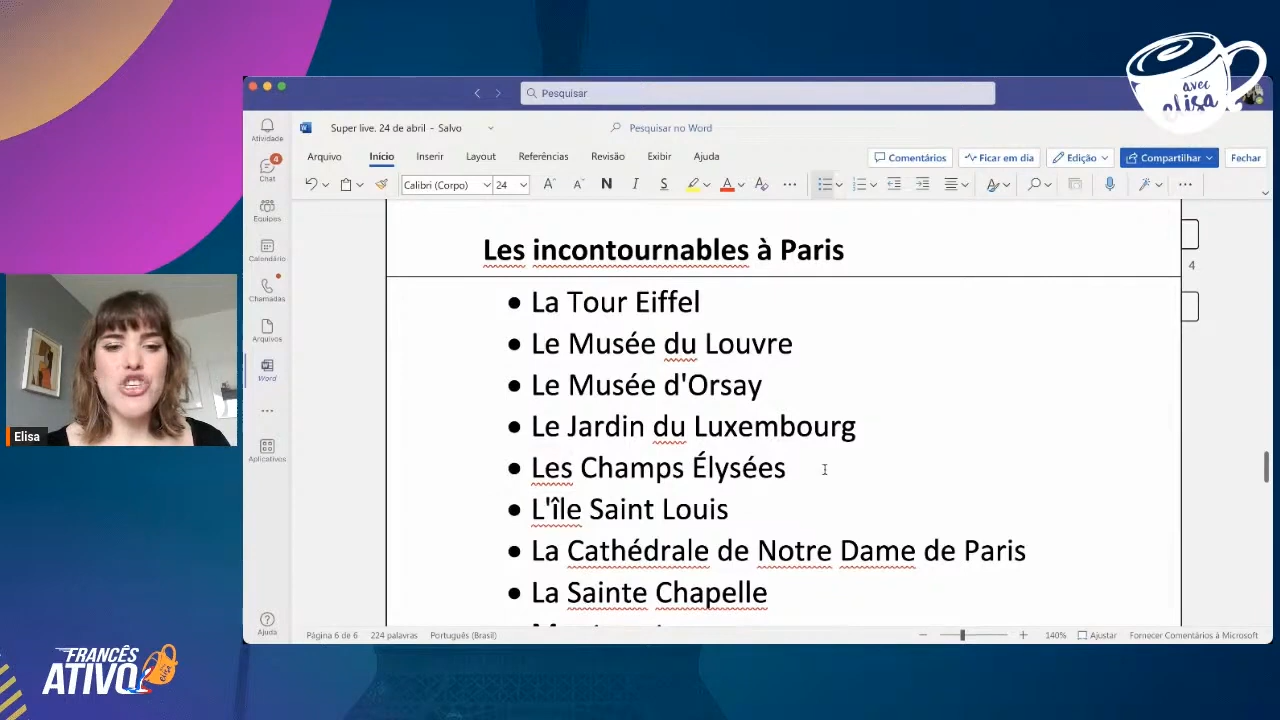 avec
elisa
Pesquisar
Super live. 24 de abril - Salvo
Pesquisar no Word
Atividade
4
Chat
Equipes
Calendário
Chamadas
Arquivos
Word
Aplicativos
Ajuda
Arquivo Início Inserir Layout Referências Revisão Exibir Ajuda
Comentários Ficar em dia Edição Compartilhar Fechar
Calibri (Corpo) 24 A A N I S A A
Les incontournables à Paris
4
• La Tour Eiffel
• Le Musée du Louvre
• Le Musée d'Orsay
• Le Jardin du Luxembourg
• Les Champs Élysées
• L'île Saint Louis
• La Cathédrale de Notre Dame de Paris
• La Sainte Chapelle
Elisa
Página 6 de 6 224 palavras Português (Brasil) 140% Ajustar Fornecer Comentários à Microsoft
FRANCÊS
ATIVO